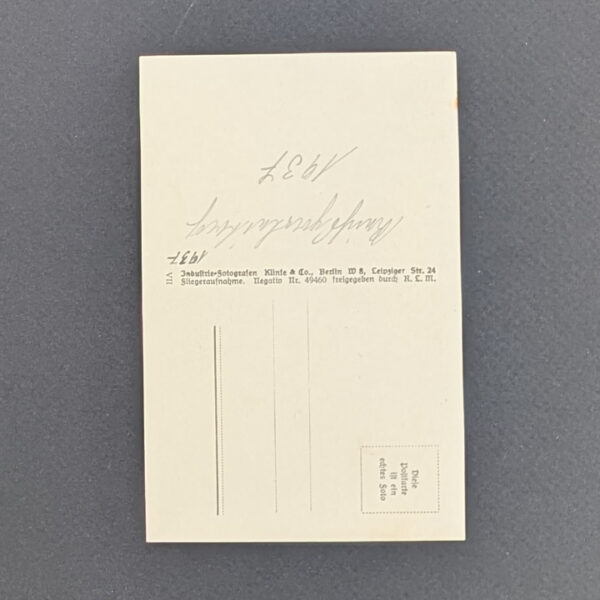 1937
1937
IIA
Industrie-Fotografen Klinke & Co., Berlin W 8, Leipziger Str. 24
Fliegeraufnahme. Negativ Nr. 49460 freigegeben durch R. L. M.
Diese
Postkarte
ist ein
echtes Foto